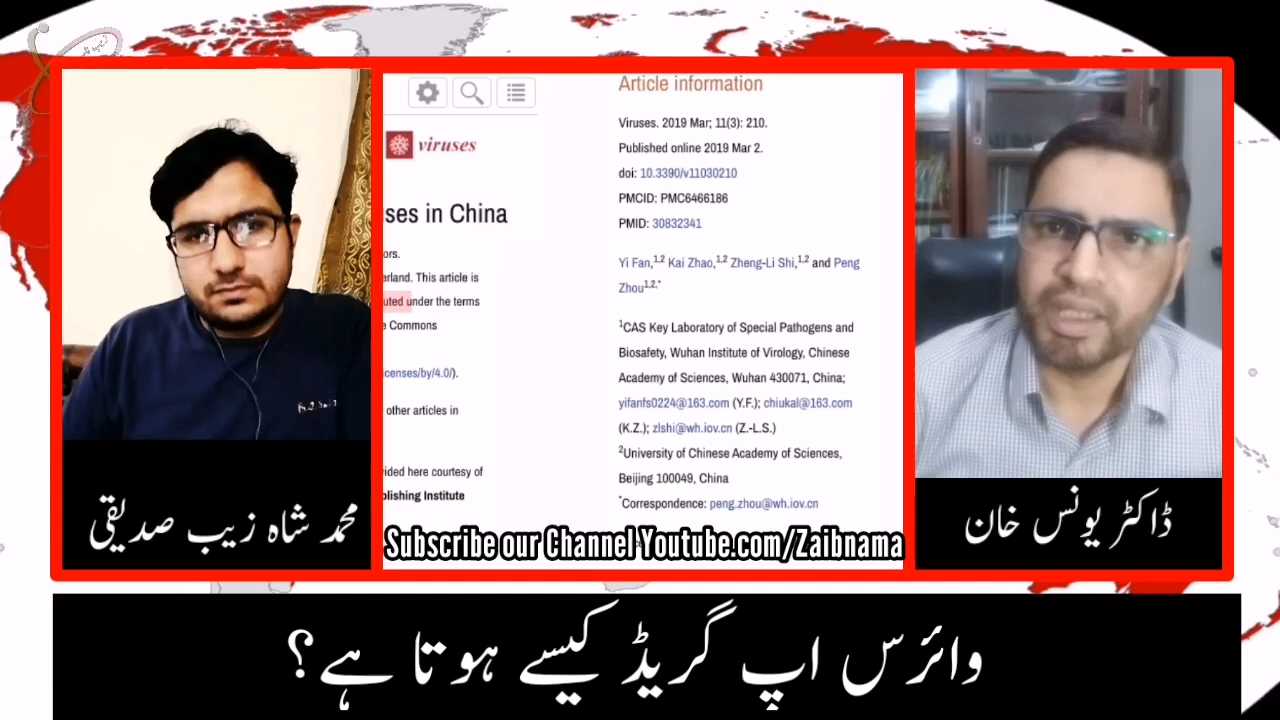 viruses
ses in China
ors.
erland. This article is
uted under the terms
e Commons
censes/by/4.0/).
other articles in
vided here courtesy of
blishing Institute
Article information
Viruses. 2019 Mar; 11(3): 210.
Published online 2019 Mar 2.
doi: 10.3390/v11030210
PMCID: PMC6466186
PMID: 30832341
Yi Fan,1,2 Kai Zhao,1,2 Zheng-Li Shi,1,2 and Peng
Zhou1,2,*
1CAS Key Laboratory of Special Pathogens and
Biosafety, Wuhan Institute of Virology, Chinese
Academy of Sciences, Wuhan 430071, China;
yifanfs0224@163.com (Y.F.); chiukal@163.com
(K.Z.); zlshi@wh.iov.cn (Z.-L.S.)
2University of Chinese Academy of Sciences,
Beijing 100049, China
*Correspondence: peng.zhou@wh.iov.cn
Subscribe our Channel Youtube.com/Zaibnama
محمد شاہ زیب صدیقی
ڈاکٹر یونس خان
وائرس اپ گریڈ کیسے ہوتا ہے؟